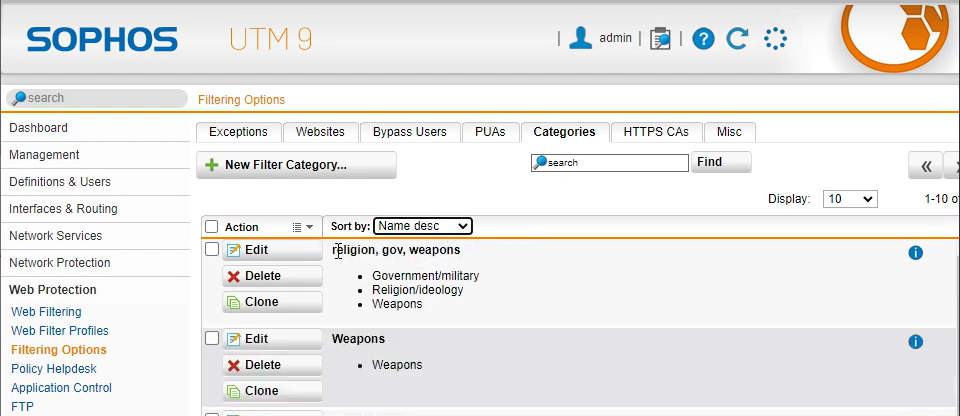 SOPHOS UTM 9
admin
search
Filtering Options
Dashboard
Management
Definitions & Users
Interfaces & Routing
Network Services
Network Protection
Web Protection
Web Filtering
Web Filter Profiles
Filtering Options
Policy Helpdesk
Application Control
FTP
Exceptions Websites Bypass Users PUAs Categories HTTPS CAs Misc
New Filter Category... search Find
Display: 10 1-10
Action Sort by: Name desc
Edit religion, gov, weapons
Delete Government/military
Religion/ideology
Clone Weapons
Edit Weapons
Delete Weapons
Clone